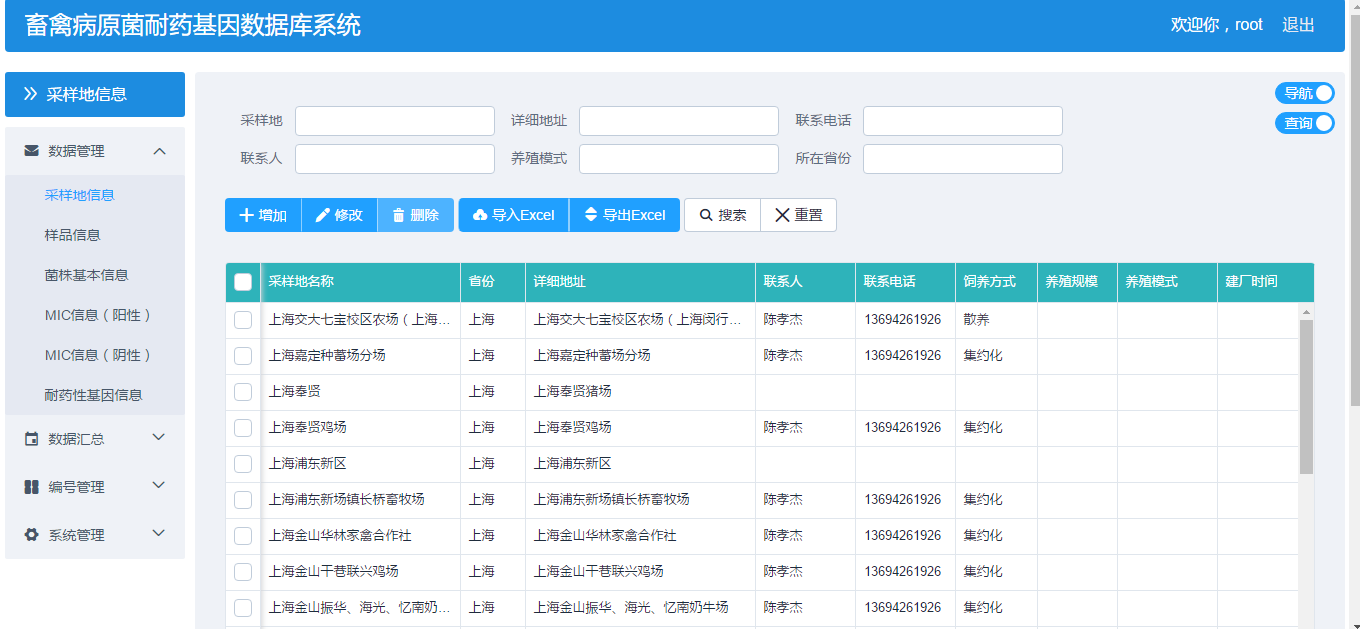 畜禽病原菌耐药基因数据库系统
欢迎你，root 退出
采样地信息
导航
查询
数据管理
采样地信息
样品信息
菌株基本信息
MIC信息（阳性）
MIC信息（阴性）
耐药性基因信息
数据汇总
编号管理
系统管理
采样地 详细地址 联系电话
联系人 养殖模式 所在省份
增加 修改 删除 导入Excel 导出Excel 搜索 重置
采样地名称 省份 详细地址 联系人 联系电话 饲养方式 养殖规模 养殖模式 建厂时间
上海交大七宝校区农场（上海… 上海 上海交大七宝校区农场（上海闵行… 陈孝杰 13694261926 散养
上海嘉定种蓄场分场 上海 上海嘉定种蓄场分场 陈孝杰 13694261926 集约化
上海奉贤 上海 上海奉贤猪场
上海奉贤鸡场 上海 上海奉贤鸡场 陈孝杰 13694261926 集约化
上海浦东新区 上海 上海浦东新区
上海浦东新场镇长桥畜牧场 上海 上海浦东新场镇长桥畜牧场 陈孝杰 13694261926 集约化
上海金山华林家禽合作社 上海 上海金山华林家禽合作社 陈孝杰 13694261926 集约化
上海金山干巷联兴鸡场 上海 上海金山干巷联兴鸡场 陈孝杰 13694261926 集约化
上海金山振华、海光、忆南奶… 上海 上海金山振华、海光、忆南奶牛场 陈孝杰 13694261926 集约化